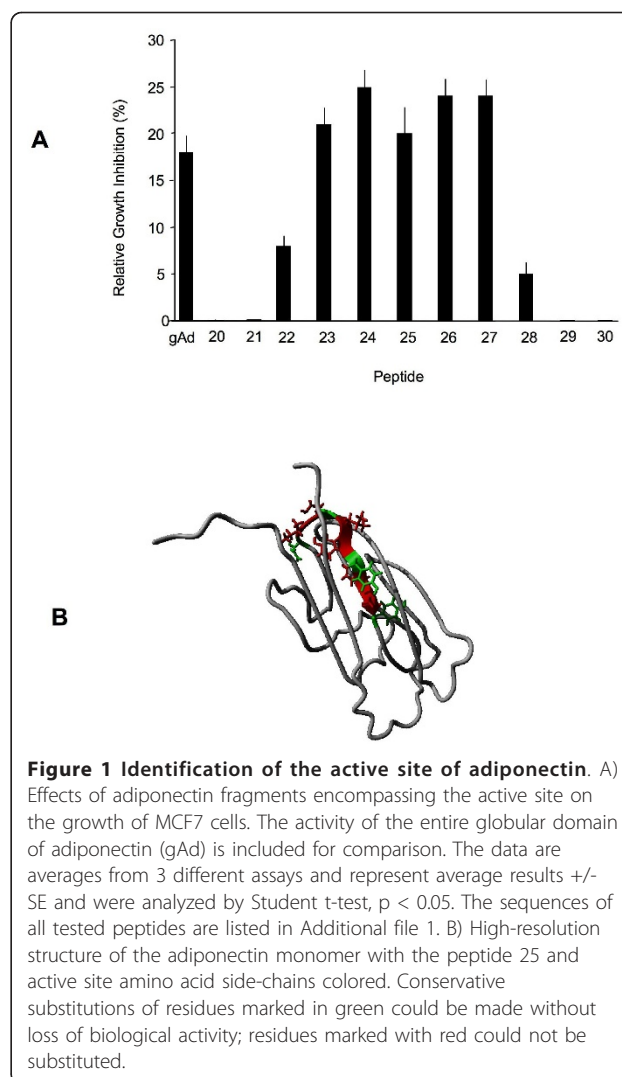 A
Relative Growth Inhibition (%)
30
25
20
15
10
5
0
gAd 20 21 22 23 24 25 26 27 28 29 30
Peptide
B
Figure 1 Identification of the active site of adiponectin. A)
Effects of adiponectin fragments encompassing the active site on
the growth of MCF7 cells. The activity of the entire globular domain
of adiponectin (gAd) is included for comparison. The data are
averages from 3 different assays and represent average results +/-
SE and were analyzed by Student t-test, p < 0.05. The sequences of
all tested peptides are listed in Additional file 1. B) High-resolution
structure of the adiponectin monomer with the peptide 25 and
active site amino acid side-chains colored. Conservative
substitutions of residues marked in green could be made without
loss of biological activity; residues marked with red could not be
substituted.